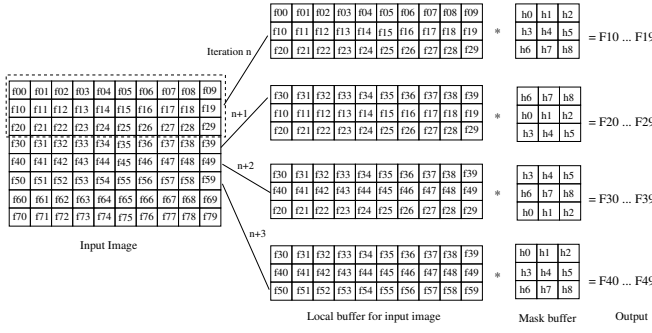 f00 f01 f02 f03 f04 f05 f06 f07 f08 f09
f10 f11 f12 f13 f14 f15 f16 f17 f18 f19
f20 f21 f22 f23 f24 f25 f26 f27 f28 f29
f30 f31 f32 f33 f34 f35 f36 f37 f38 f39
f40 f41 f42 f43 f44 f45 f46 f47 f48 f49
f50 f51 f52 f53 f54 f55 f56 f57 f58 f59
f60 f61 f62 f63 f64 f65 f66 f67 f68 f69
f70 f71 f72 f73 f74 f75 f76 f77 f78 f79
Input Image
Iteration n
f00 f01 f02 f03 f04 f05 f06 f07 f08 f09
f10 f11 f12 f13 f14 f15 f16 f17 f18 f19
f20 f21 f22 f23 f24 f25 f26 f27 f28 f29
*
h0 h1 h2
h3 h4 h5
h6 h7 h8
= F10 ... F19
n+1
f30 f31 f32 f33 f34 f35 f36 f37 f38 f39
f10 f11 f12 f13 f14 f15 f16 f17 f18 f19
f20 f21 f22 f23 f24 f25 f26 f27 f28 f29
*
h6 h7 h8
h0 h1 h2
h3 h4 h5
= F20 ... F29
n+2
f30 f31 f32 f33 f34 f35 f36 f37 f38 f39
f40 f41 f42 f43 f44 f45 f46 f47 f48 f49
f20 f21 f22 f23 f24 f25 f26 f27 f28 f29
*
h3 h4 h5
h6 h7 h8
h0 h1 h2
= F30 ... F39
n+3
f30 f31 f32 f33 f34 f35 f36 f37 f38 f39
f40 f41 f42 f43 f44 f45 f46 f47 f48 f49
f50 f51 f52 f53 f54 f55 f56 f57 f58 f59
*
h0 h1 h2
h3 h4 h5
h6 h7 h8
= F40 ... F49
Local buffer for input image
Mask buffer
Output